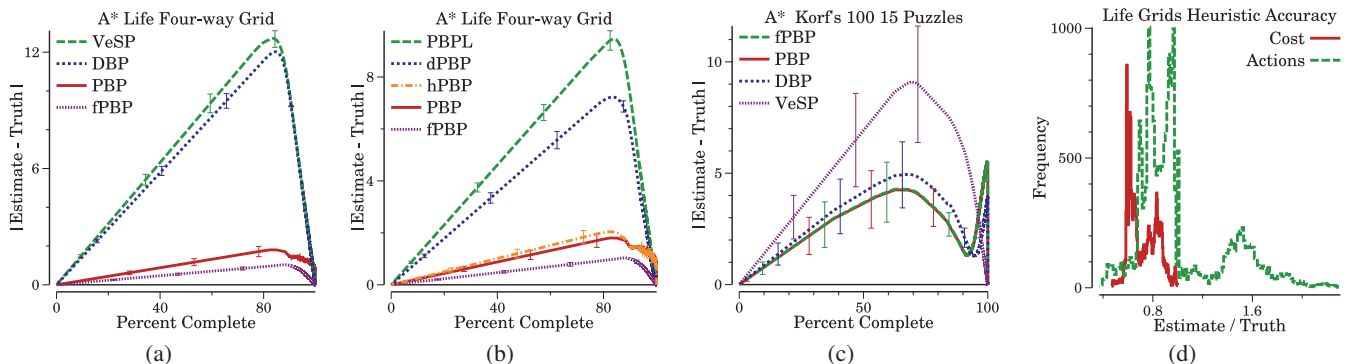 A* Life Four-way Grid
VeSP
DBP
PBP
fPBP
| Estimate - Truth |
12
6
0
0
40
80
Percent Complete
(a)
A* Life Four-way Grid
PBPL
dPBP
hPBP
PBP
fPBP
| Estimate - Truth |
8
4
0
0
40
80
Percent Complete
(b)
A* Korf's 100 15 Puzzles
fPBP
PBP
DBP
VeSP
| Estimate - Truth |
10
5
0
0
100
Percent Complete
(c)
Life Grids Heuristic Accuracy
Cost
Actions
Frequency
1000
500
0
0.8
1.6
Estimate / Truth
(d)